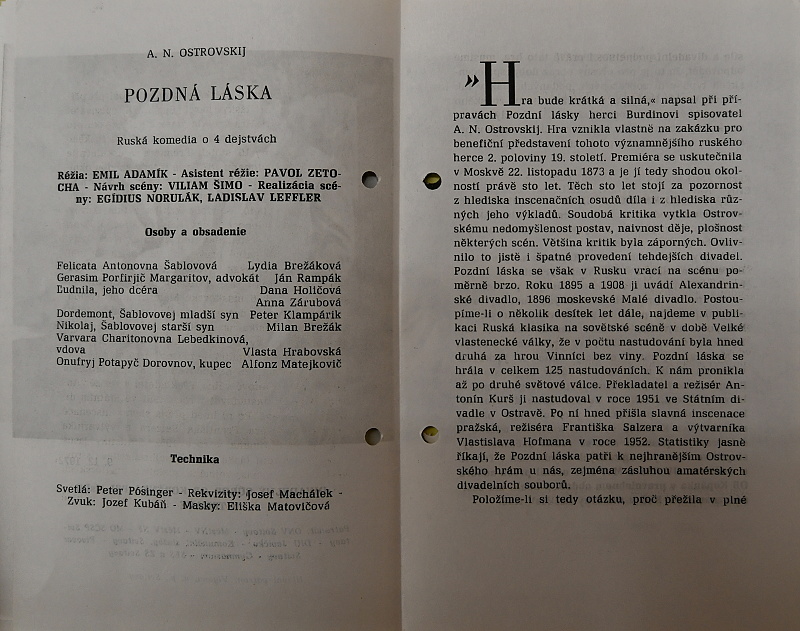 A. N. OSTROVSKIJ
POZDNÁ LÁSKA
Ruská komedia o 4 dejstvách
Réžia: EMIL ADAMÍK - Asistent réžie: PAVOL ZETO-
CHA - Návrh scény: VILIAM ŠIMO - Realizácia scé-
ny: EGÍDIUS NORULÁK, LADISLAV LEFFLER
Osoby a obsadenie
Felicata Antonovna Šablovová Lydia Brežáková
Gerasim Porfirjič Margaritov, advokát Ján Rampák
Ľudnila, jeho dcéra Dana Holičová
Anna Zárubová
Dordemont, Šablovovej mladší syn Peter Klampárik
Nikolaj, Šablovovej starší syn Milan Brežák
Varvara Charitonovna Lebedkinová,
vdova Vlasta Hrabovská
Onufryj Potapyč Dorovnov, kupec Alfonz Matejkovič
Technika
Svetlá: Peter Pósinger - Rekvizity: Josef Machálek -
Zvuk: Jozef Kubáň - Masky: Eliška Matovičová
»Hra bude krátká a silná,« napsal při pří-
pravách Pozdní lásky herci Burdinovi spisovatel
A. N. Ostrovskij. Hra vznikla vlastně na zakázku pro
benefiční představení tohoto významnějšího ruského
herce 2. poloviny 19. století. Premiéra se uskutečnila
v Moskvě 22. listopadu 1873 a je jí tedy shodou okol-
ností právě sto let. Těch sto let stojí za pozornost
z hlediska inscenačních osudů díla i z hlediska růz-
ných jeho výkladů. Soudobá kritika vytkla Ostrov-
skému nedomyšlenost postav, naivnost děje, plošnost
některých scén. Většina kritik byla záporných. Ovliv-
nilo to jistě i špatné provedení tehdejších divadel.
Pozdní láska se však v Rusku vrací na scénu po-
měrně brzo. Roku 1895 a 1908 ji uvádí Alexandrin-
ské divadlo, 1896 moskevské Malé divadlo. Postou-
píme-li o několik desítek let dále, najdeme v publi-
kaci Ruská klasika na sovětské scéně v době Velké
vlastenecké války, že v počtu nastudování byla hned
druhá za hrou Vinníci bez viny. Pozdní láska se
hrála v celkem 125 nastudováních. K nám pronikla
až po druhé světové válce. Překladatel a režisér An-
tonín Kurš ji nastudoval v roce 1951 ve Státním di-
vadle v Ostravě. Po ní hned přišla slavná inscenace
pražská, režiséra Františka Salzera a výtvarníka
Vlastislava Hofmana v roce 1952. Statistiky jasně
říkají, že Pozdní láska patří k nejhranějším Ostrov-
ského hrám u nás, zejména zásluhou amatérských
divadelních souborů.
Položíme-li si tedy otázku, proč přežila v plné